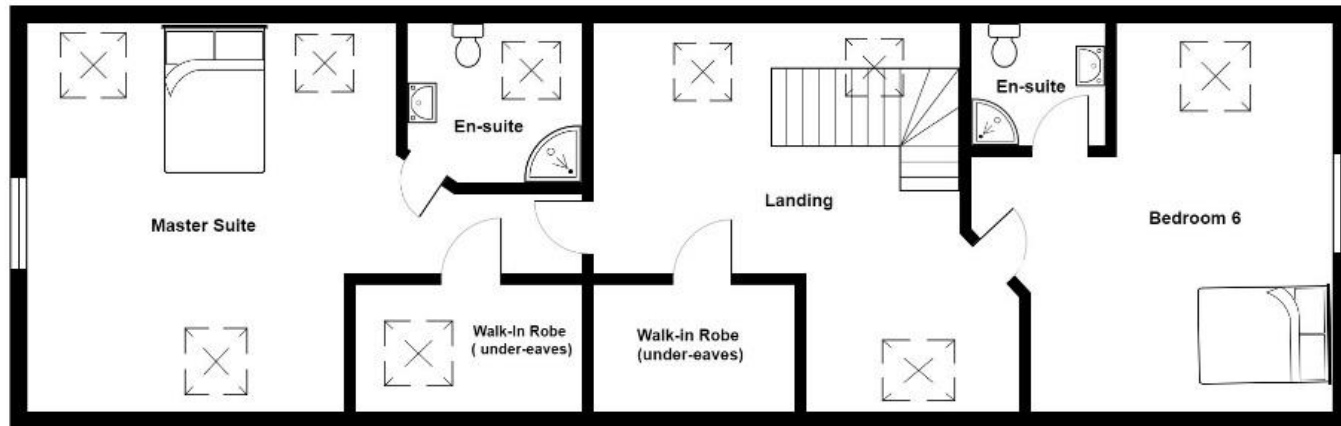 En-suite
En-suite
Master Suite
Landing
Bedroom 6
Walk-In Robe
( under-eaves)
Walk-in Robe
(under-eaves)